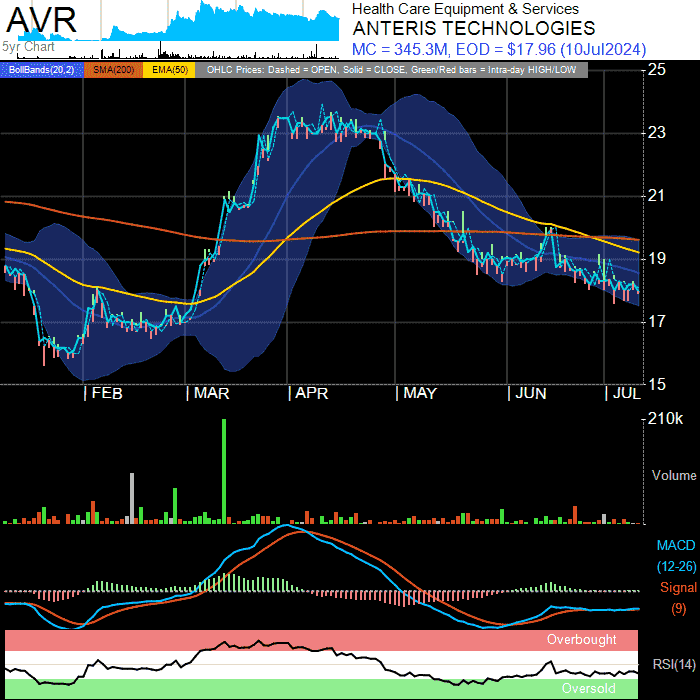 AVR
Health Care Equipment & Services
ANTERIS TECHNOLOGIES
5yr Chart
MC = 345.3M, EOD = $17.96 (10Jul2024)
BollBands(20,2) SMA(200) EMA(50) OHLC Prices: Dashed = OPEN, Solid = CLOSE, Green/Red bars = Intra-day HIGH/LOW
25
23
21
19
17
15
FEB MAR APR MAY JUN JUL
210k
Volume
MACD
(12-26)
Signal
(9)
Overbought
RSI(14)
Oversold